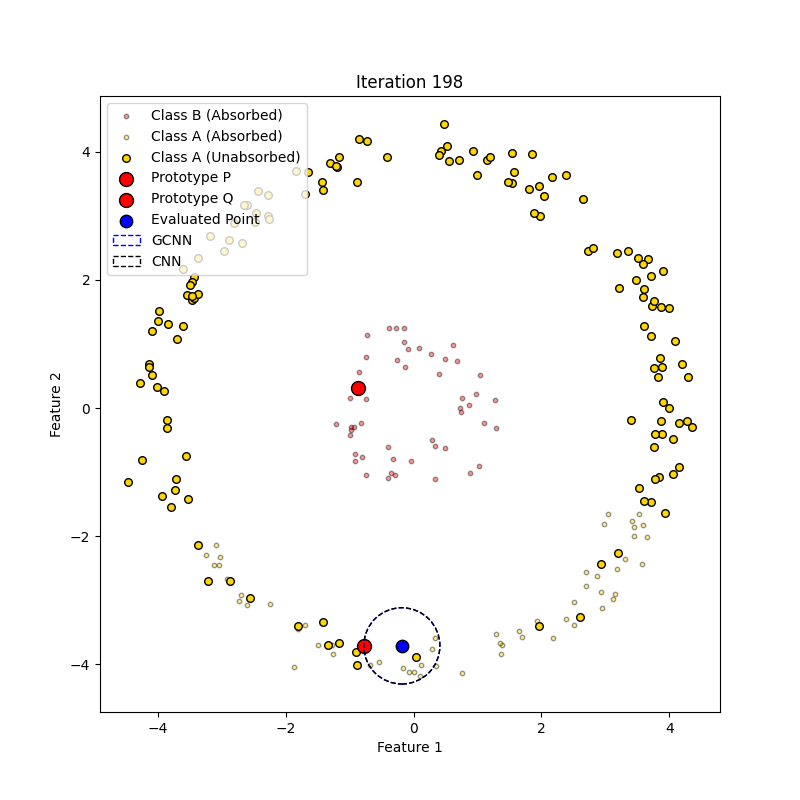 Iteration 198
Class B (Absorbed)
Class A (Absorbed)
Class A (Unabsorbed)
Prototype P
Prototype Q
Evaluated Point
GCNN
CNN
4
2
0
−2
−4
Feature 2
−4
−2
0
2
4
Feature 1